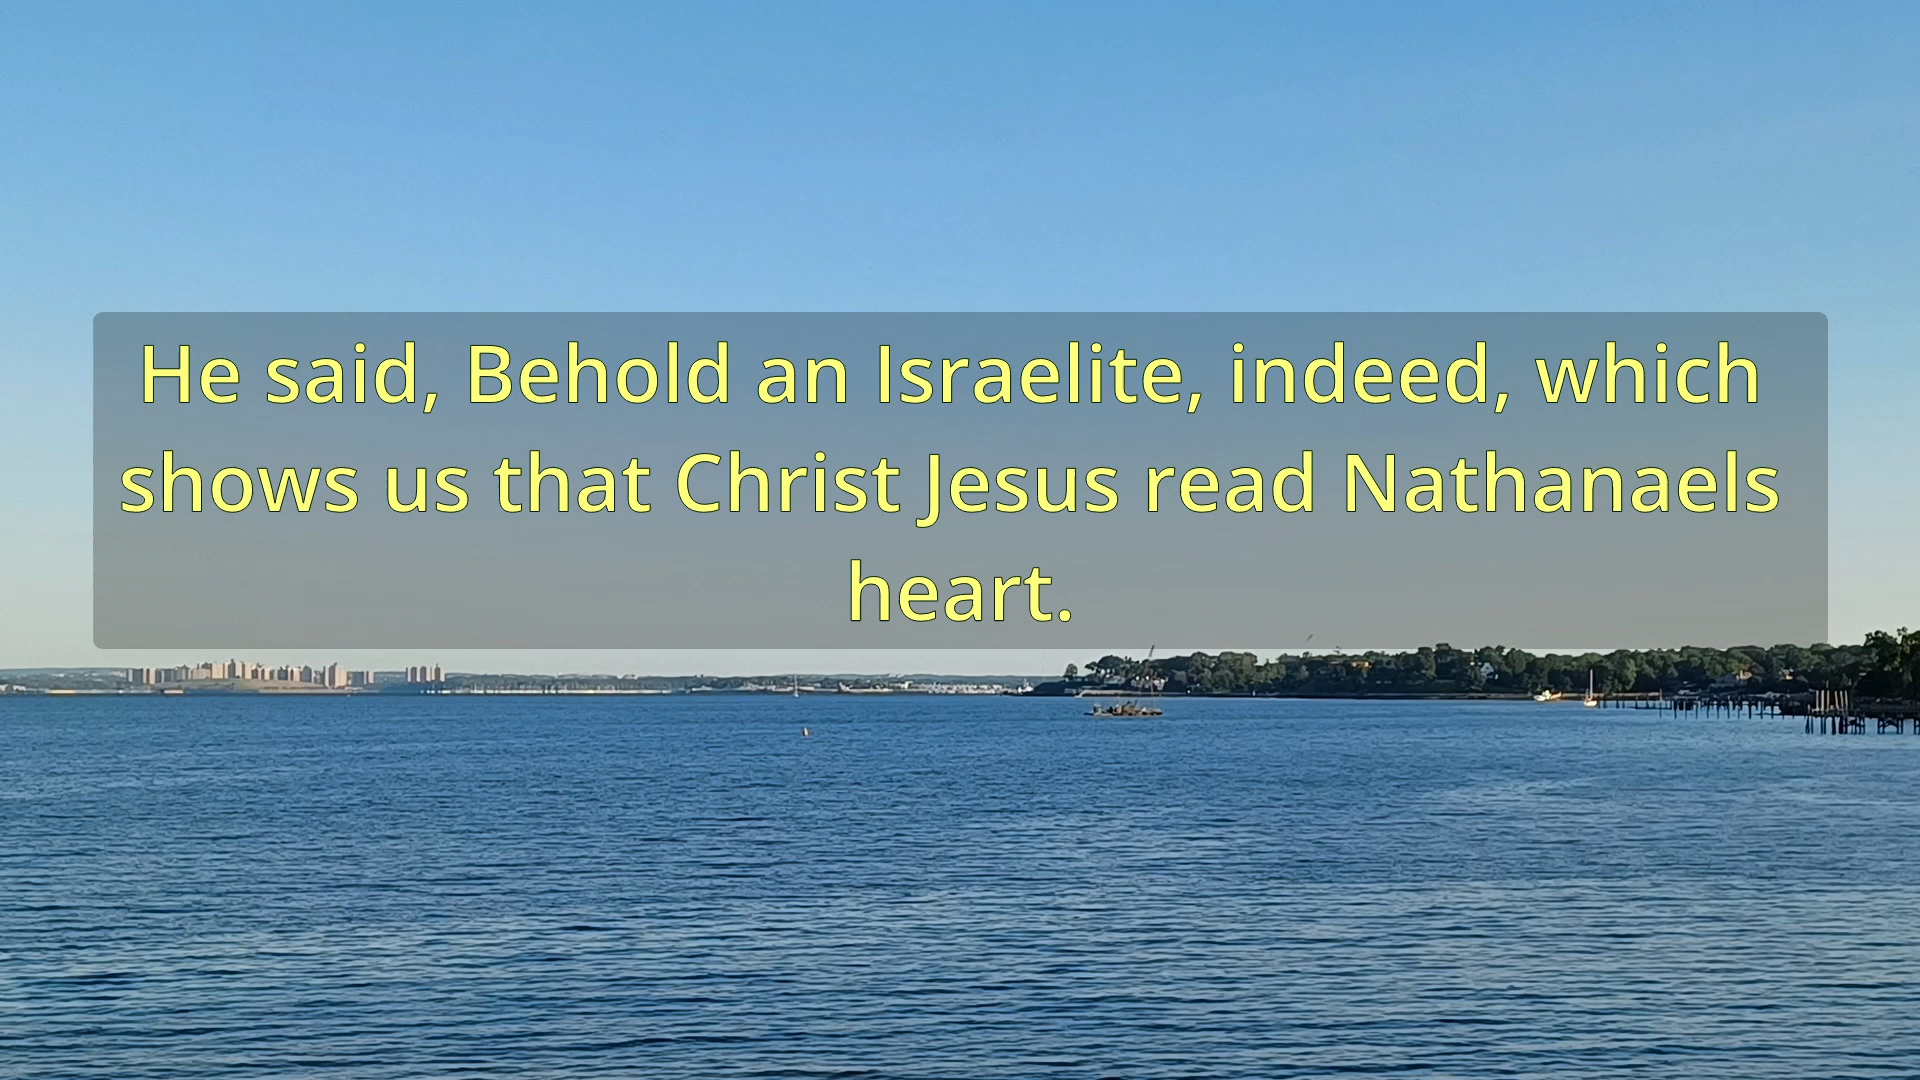 He said, Behold an Israelite, indeed, which
shows us that Christ Jesus read Nathanaels
heart.